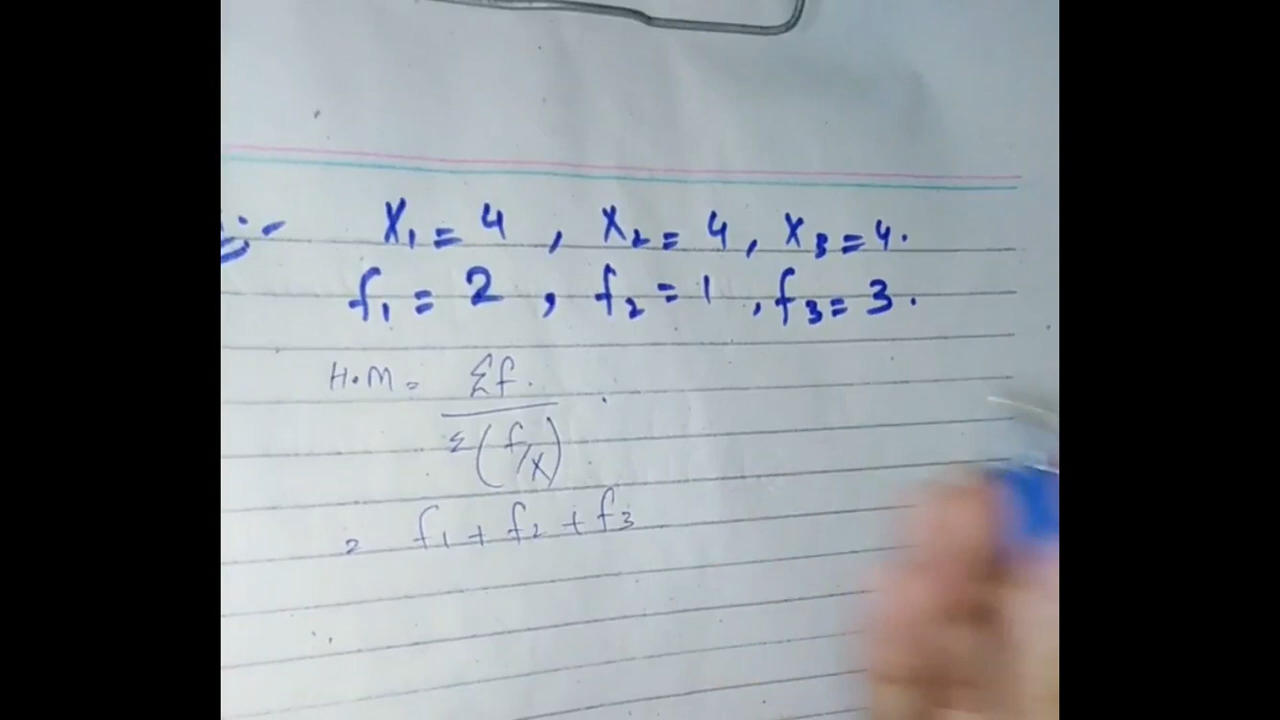 :-
X₁ = 4 , X₂ = 4 , X₃ = 4.
f₁ = 2 , f₂ = 1 , f₃ = 3.
H.M = Σf.
Σ(f/X)
= f₁ + f₂ + f₃